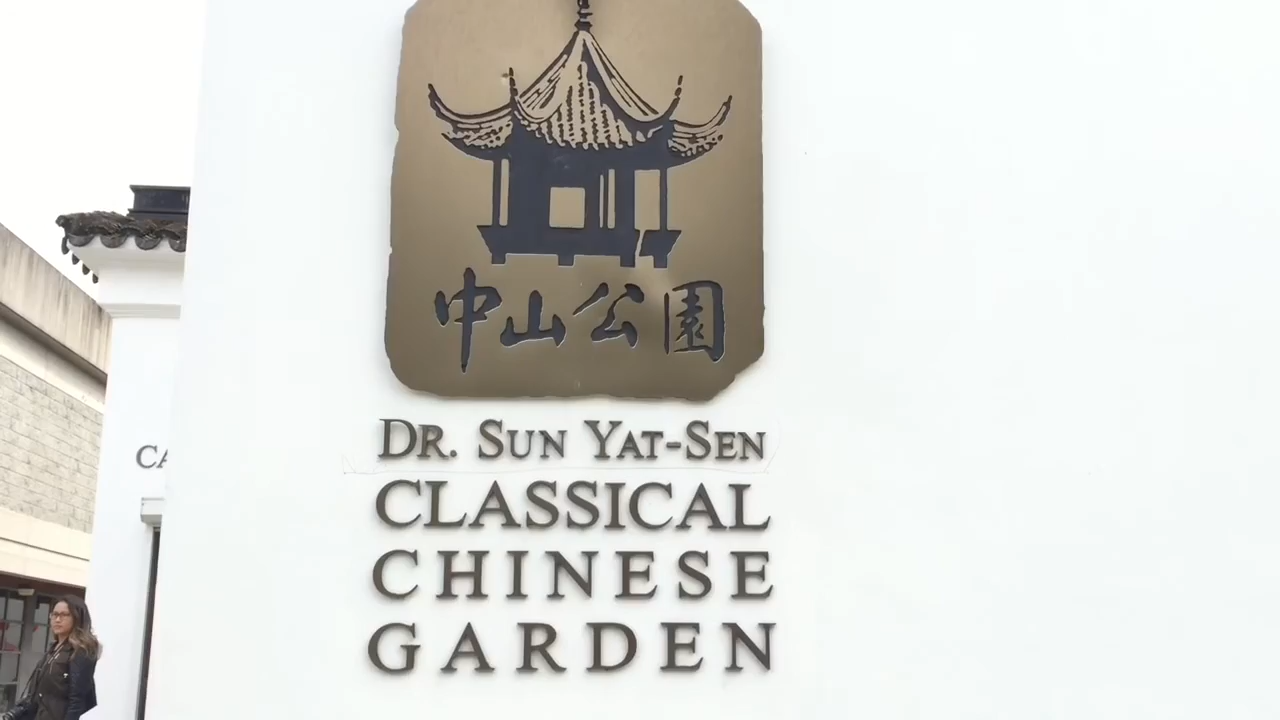 中山公園
DR. SUN YAT-SEN
CLASSICAL
CHINESE
GARDEN